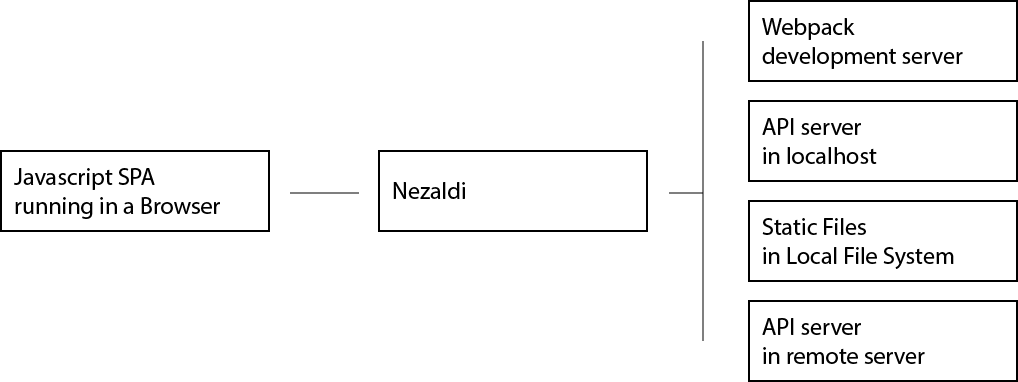 Javascript SPA
running in a Browser
Nezaldi
Webpack
development server
API server
in localhost
Static Files
in Local File System
API server
in remote server